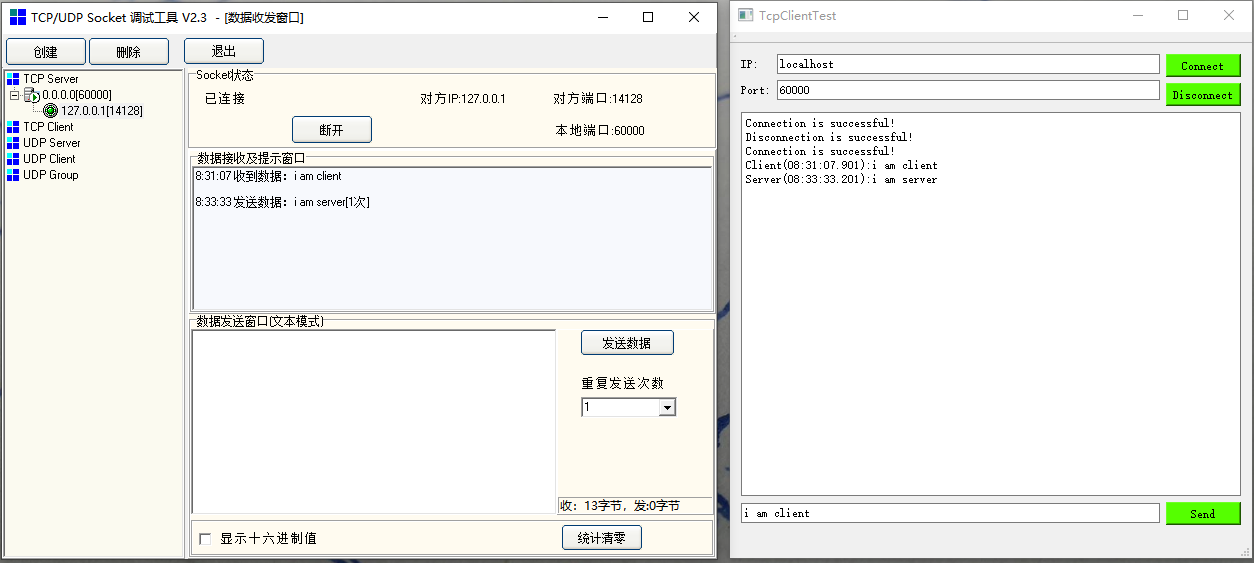 TCP/UDP Socket 调试工具 V2.3 - [数据收发窗口]
创建 删除 退出
TCP Server
0.0.0.0[60000]
127.0.0.1[14128]
TCP Client
UDP Server
UDP Client
UDP Group
Socket状态
已连接 对方IP:127.0.0.1 对方端口:14128
断开 本地端口:60000
数据接收及提示窗口
8:31:07 收到数据：i am client
8:33:33 发送数据：i am server[1次]
数据发送窗口(文本模式)
发送数据
重复发送次数
1
收：13字节，发:0字节
显示十六进制值 统计清零
TcpClientTest
IP: localhost Connect
Port: 60000 Disconnect
Connection is successful!
Disconnection is successful!
Connection is successful!
Client(08:31:07.901):i am client
Server(08:33:33.201):i am server
i am client Send